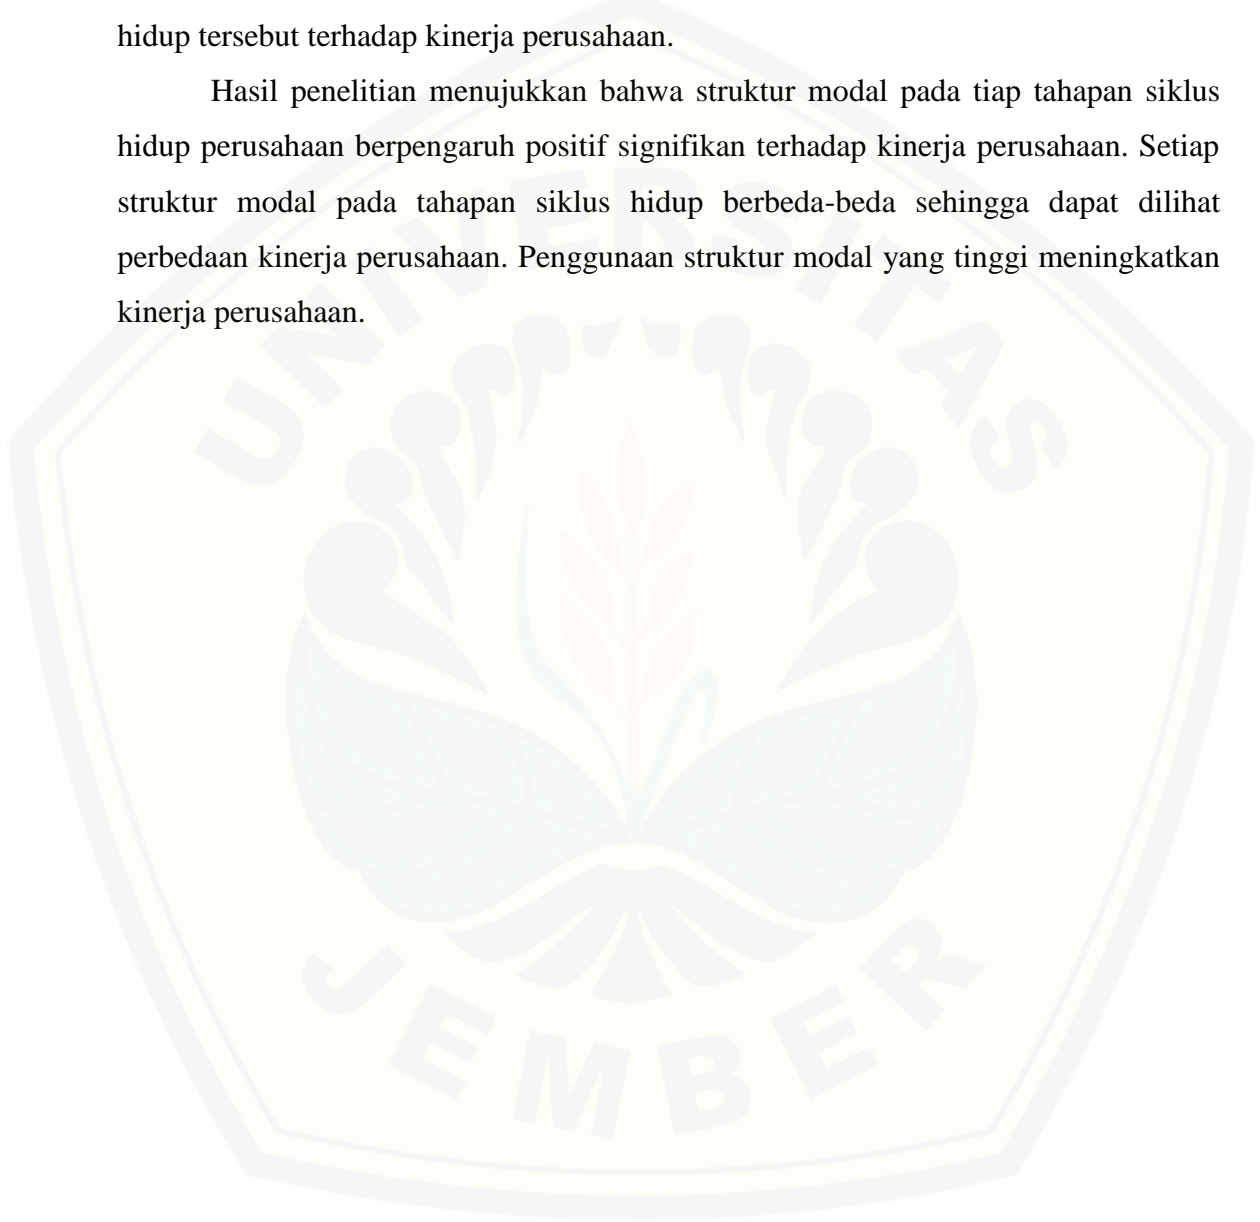 hidup tersebut terhadap kinerja perusahaan.
Hasil penelitian menujukkan bahwa struktur modal pada tiap tahapan siklus
hidup perusahaan berpengaruh positif signifikan terhadap kinerja perusahaan. Setiap
struktur modal pada tahapan siklus hidup berbeda-beda sehingga dapat dilihat
perbedaan kinerja perusahaan. Penggunaan struktur modal yang tinggi meningkatkan
kinerja perusahaan.
UNIVERSITAS
JEMBER